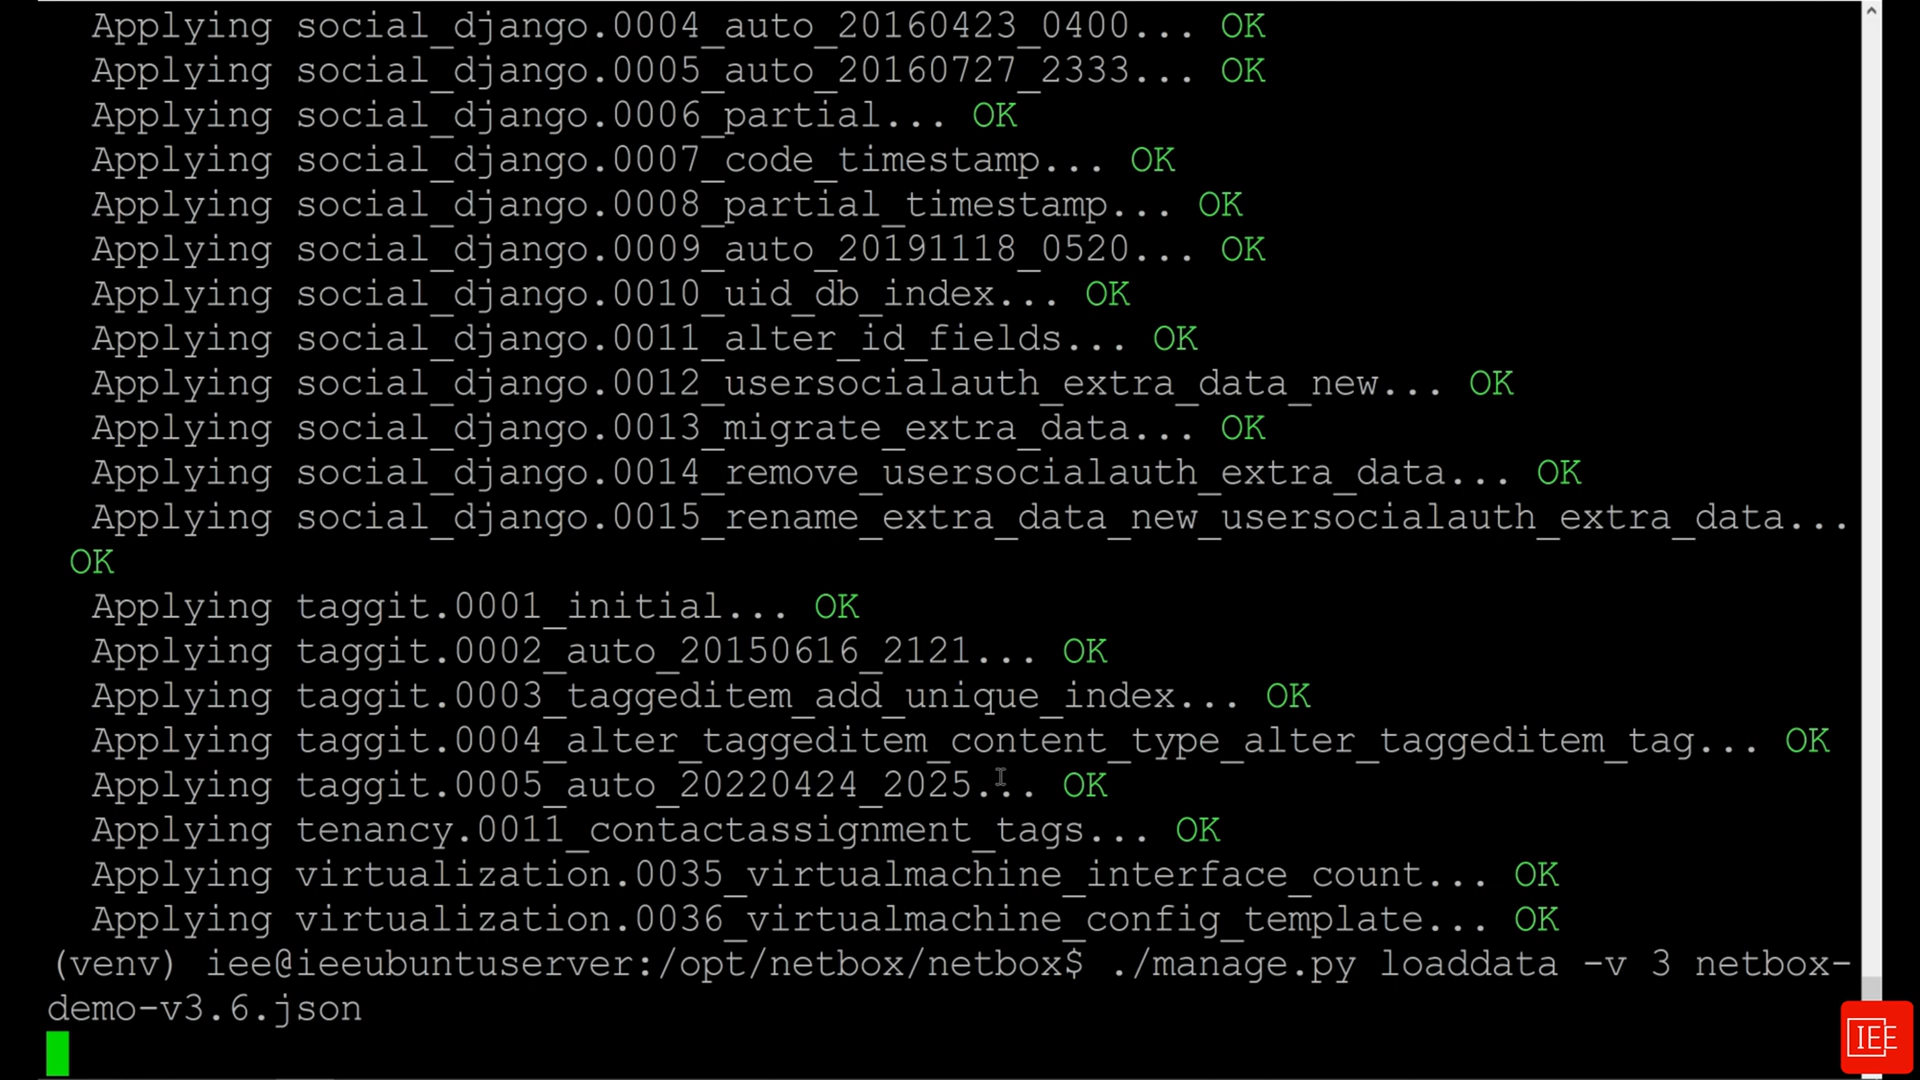 Applying social_django.0004_auto_20160423_0400... OK
Applying social_django.0005_auto_20160727_2333... OK
Applying social_django.0006_partial... OK
Applying social_django.0007_code_timestamp... OK
Applying social_django.0008_partial_timestamp... OK
Applying social_django.0009_auto_20191118_0520... OK
Applying social_django.0010_uid_db_index... OK
Applying social_django.0011_alter_id_fields... OK
Applying social_django.0012_usersocialauth_extra_data_new... OK
Applying social_django.0013_migrate_extra_data... OK
Applying social_django.0014_remove_usersocialauth_extra_data... OK
Applying social_django.0015_rename_extra_data_new_usersocialauth_extra_data...
OK
Applying taggit.0001_initial... OK
Applying taggit.0002_auto_20150616_2121... OK
Applying taggit.0003_taggeditem_add_unique_index... OK
Applying taggit.0004_alter_taggeditem_content_type_alter_taggeditem_tag... OK
Applying taggit.0005_auto_20220424_2025... OK
Applying tenancy.0011_contactassignment_tags... OK
Applying virtualization.0035_virtualmachine_interface_count... OK
Applying virtualization.0036_virtualmachine_config_template... OK
(venv) iee@ieeubuntuserver:/opt/netbox/netbox$ ./manage.py loaddata -v 3 netbox-
demo-v3.6.json
IEE